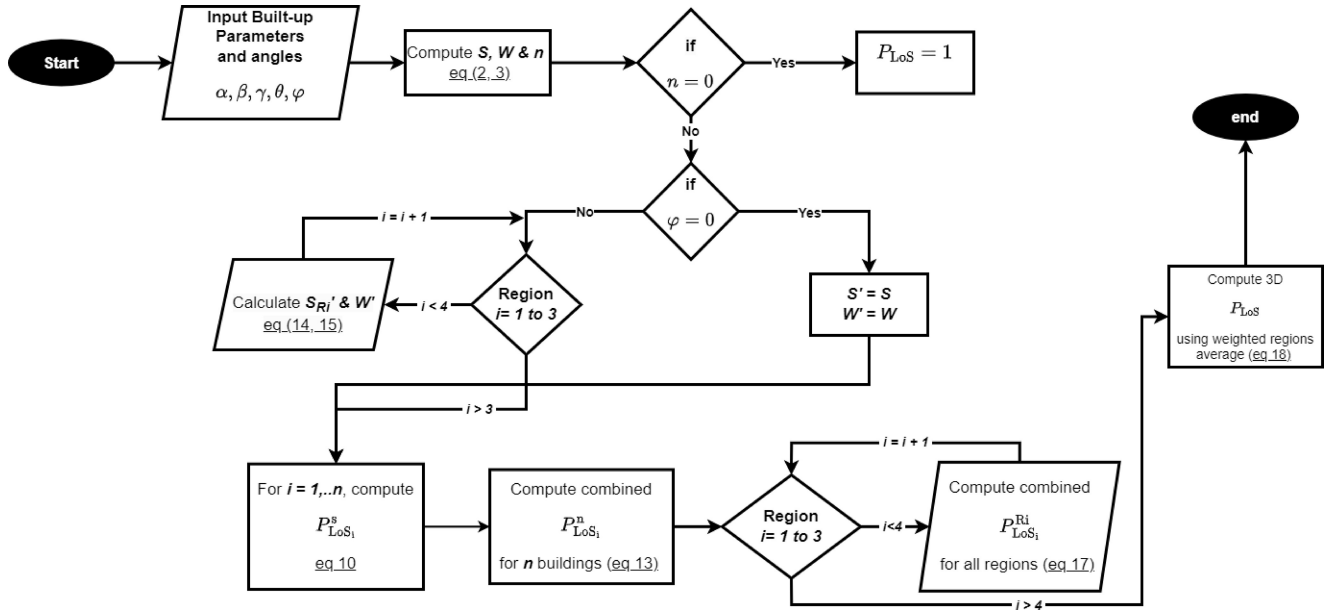 Start
Input Built-up
Parameters
and angles
α, β, γ, θ, φ
Compute S, W & n
eq (2, 3)
if
n = 0
Yes
P_LoS = 1
No
if
φ = 0
No
Yes
i = i + 1
Calculate S_Ri' & W'
eq (14, 15)
i < 4
Region
i= 1 to 3
S' = S
W' = W
i > 3
For i = 1,..n, compute
P^s_LoS_i
eq 10
Compute combined
P^n_LoS_i
for n buildings (eq 13)
Region
i= 1 to 3
i = i + 1
i<4
Compute combined
P^Ri_LoS_i
for all regions (eq 17)
i > 4
Compute 3D
P_LoS
using weighted regions
average (eq 18)
end